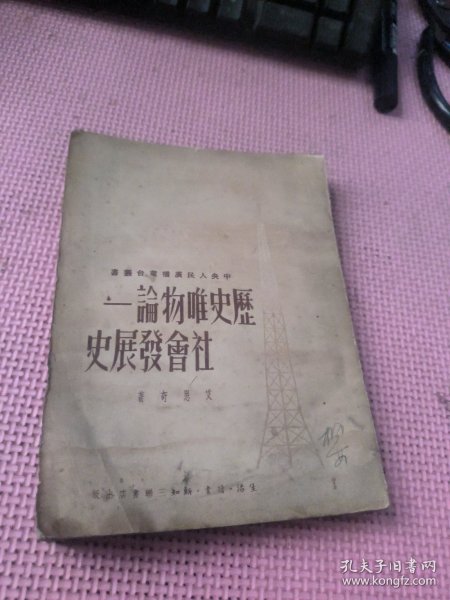 中央人民廣播電台叢書
歷史唯物論—
社會發展史
艾思奇著
生活·讀書·新知三聯書店出版
孔夫子旧书网
www.kongfz.com